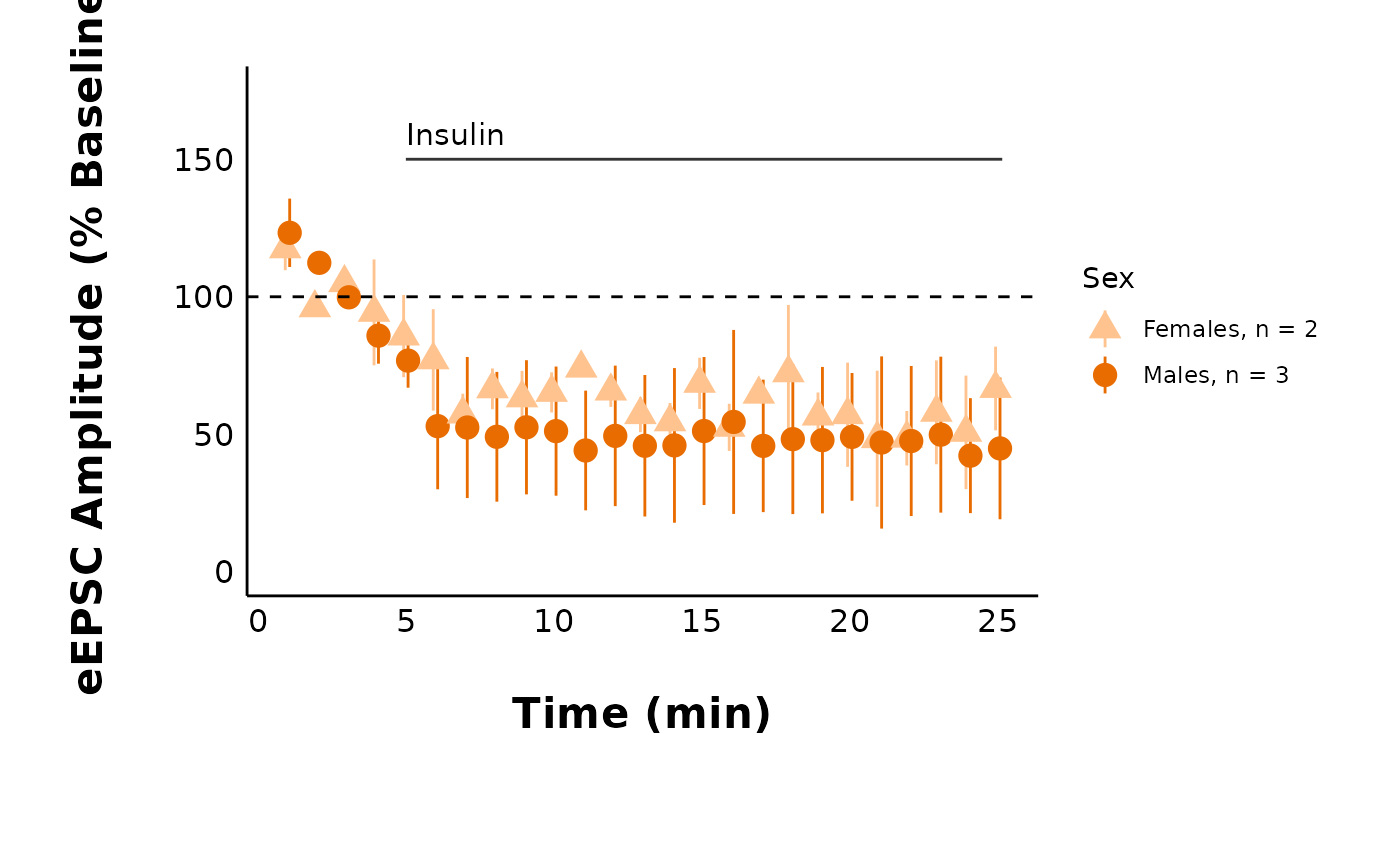 eEPSC Amplitude (% Baseline
Insulin
150
100
50
0
0 5 10 15 20 25
Time (min)
Sex
Females, n = 2
Males, n = 3